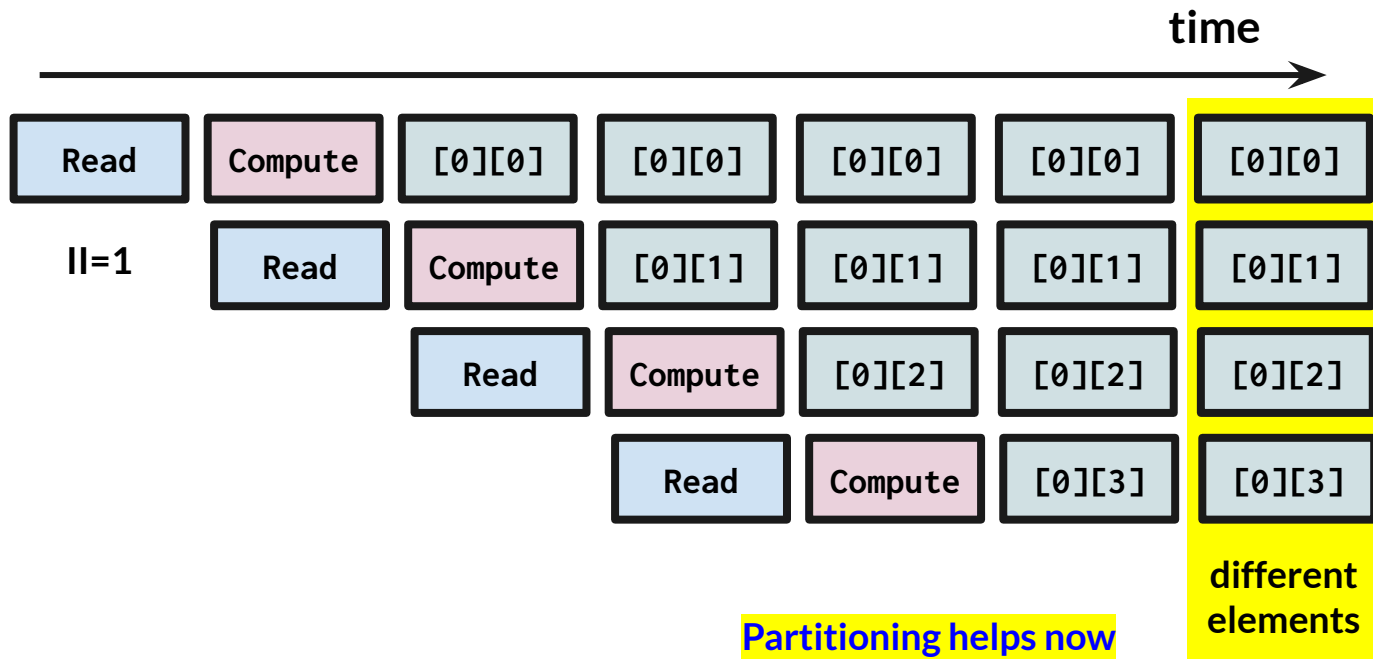 time
Read Compute [0][0] [0][0] [0][0] [0][0] [0][0]
II=1 Read Compute [0][1] [0][1] [0][1] [0][1]
Read Compute [0][2] [0][2] [0][2]
Read Compute [0][3] [0][3]
different
elements
Partitioning helps now